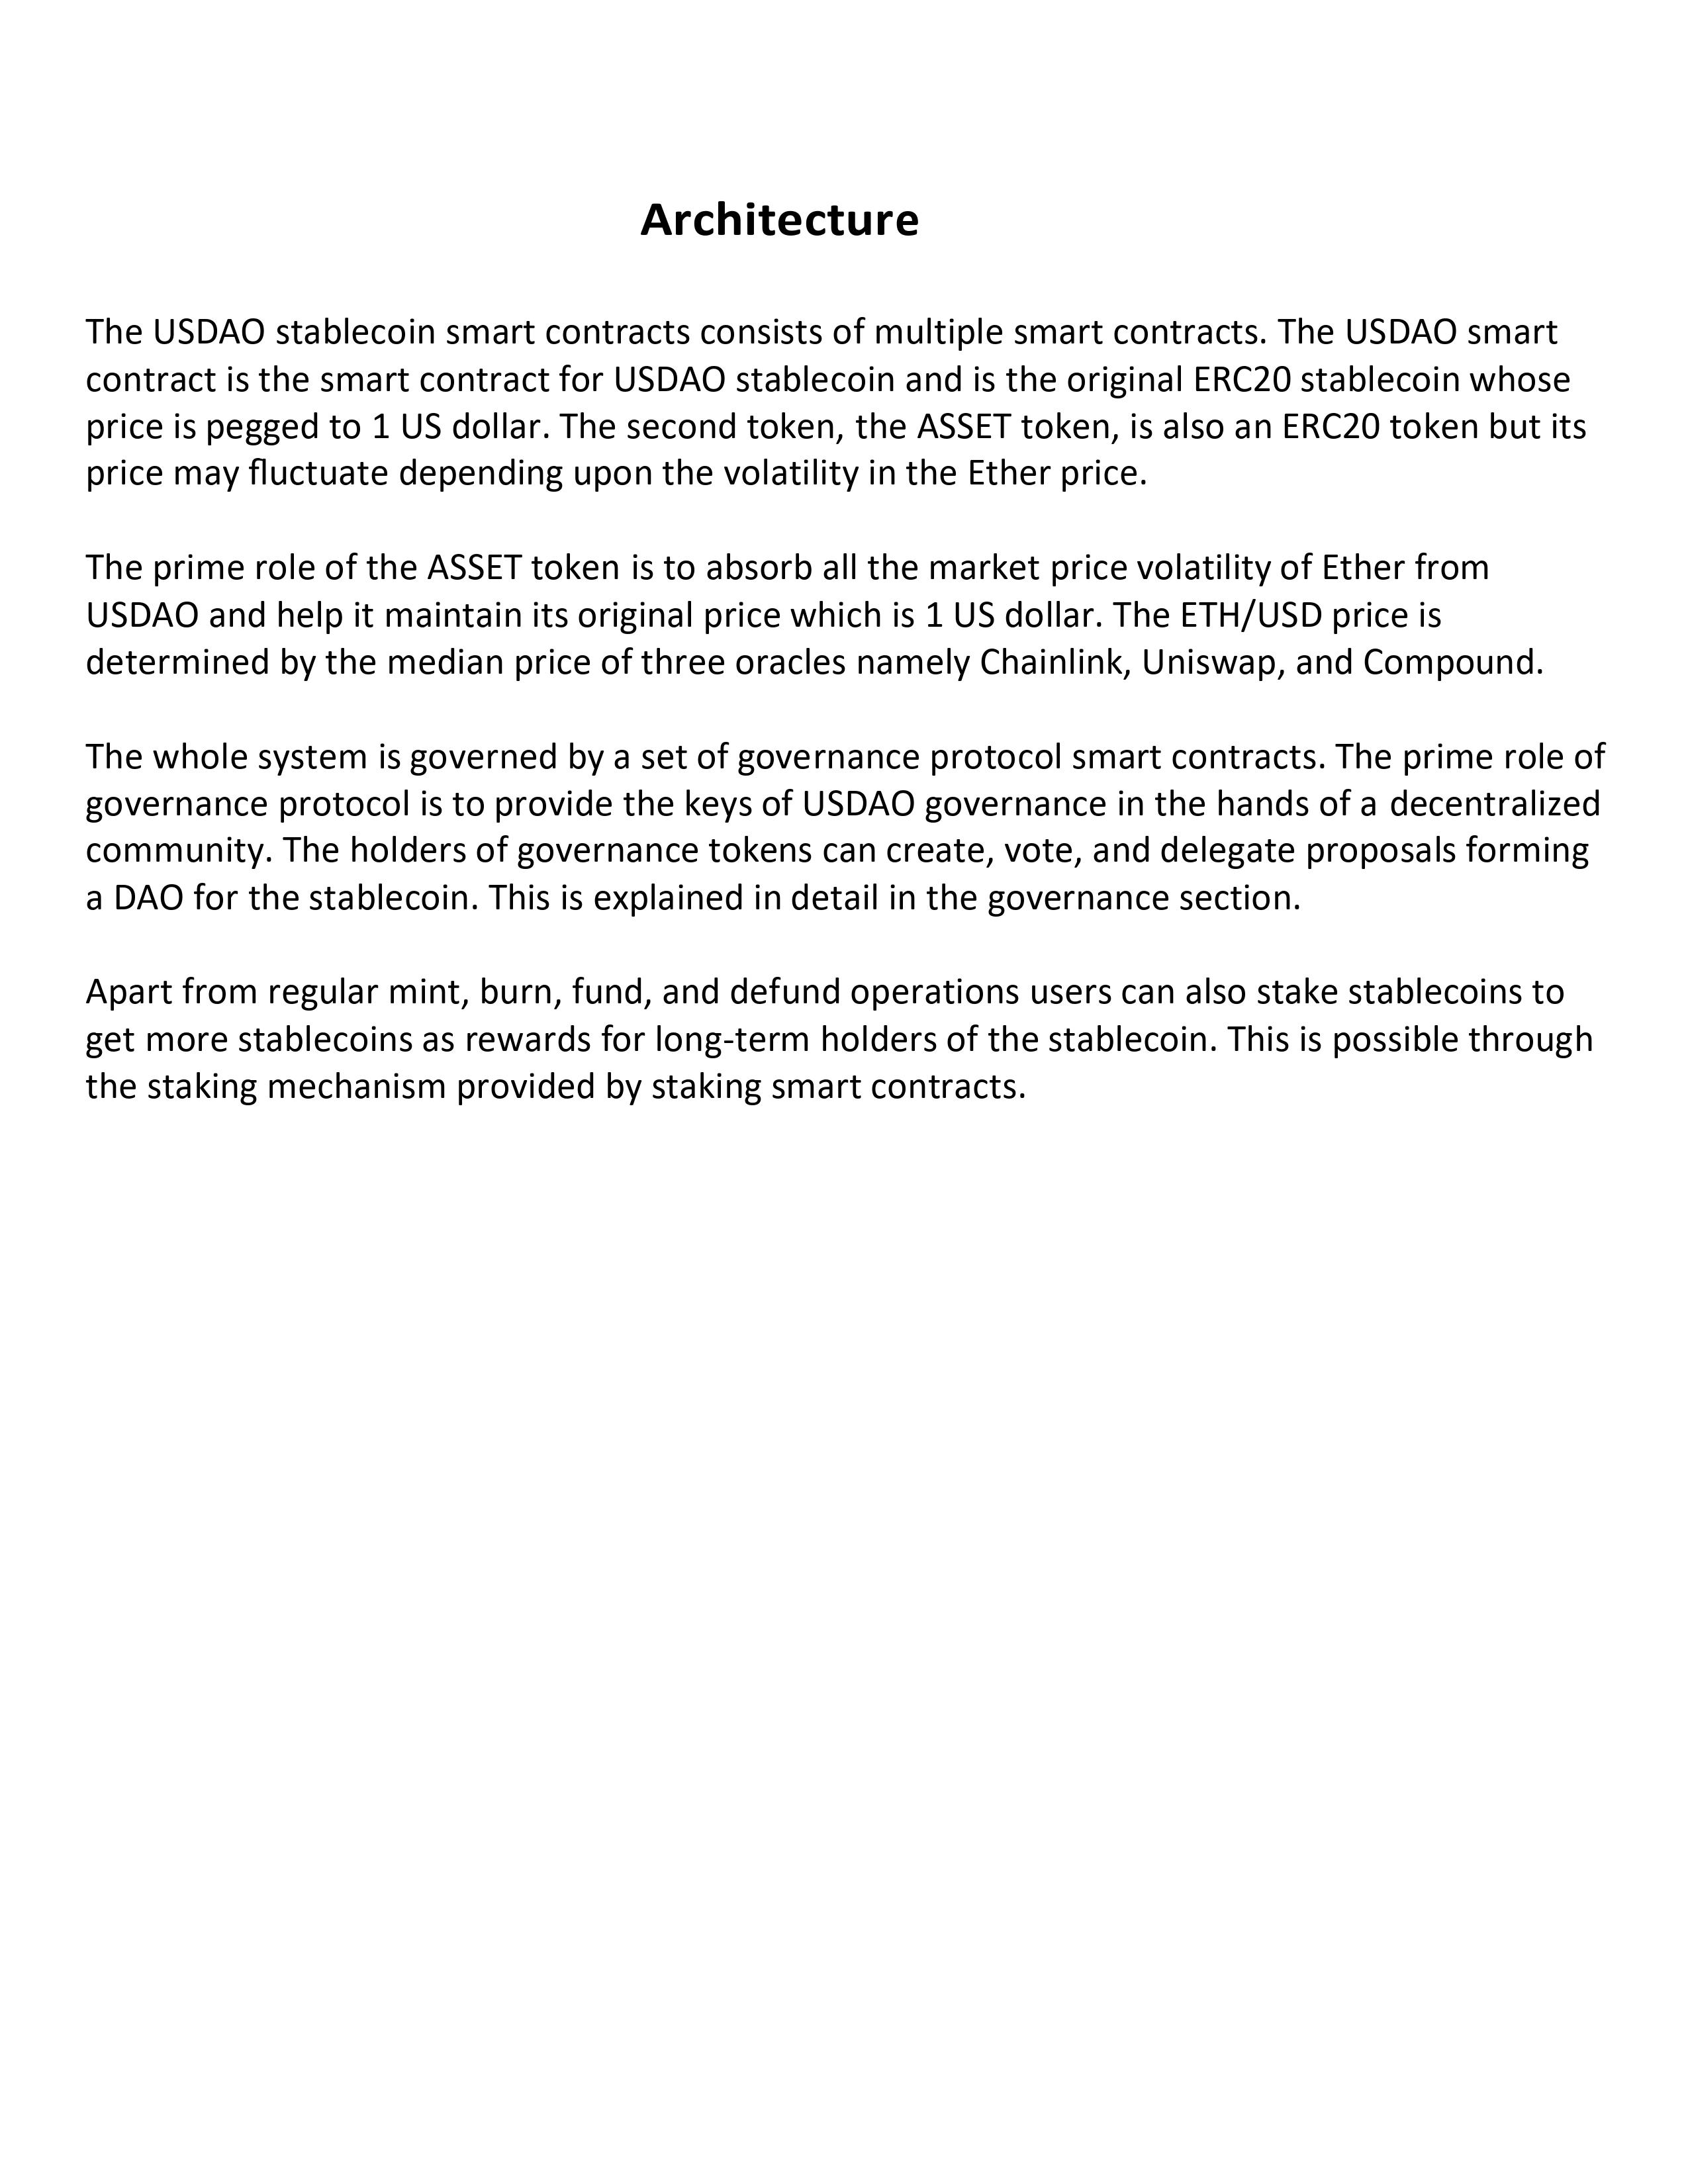 Architecture
The USDAO stablecoin smart contracts consists of multiple smart contracts. The USDAO smart
contract is the smart contract for USDAO stablecoin and is the original ERC20 stablecoin whose
price is pegged to 1 US dollar. The second token, the ASSET token, is also an ERC20 token but its
price may fluctuate depending upon the volatility in the Ether price.
The prime role of the ASSET token is to absorb all the market price volatility of Ether from
USDAO and help it maintain its original price which is 1 US dollar. The ETH/USD price is
determined by the median price of three oracles namely Chainlink, Uniswap, and Compound.
The whole system is governed by a set of governance protocol smart contracts. The prime role of
governance protocol is to provide the keys of USDAO governance in the hands of a decentralized
community. The holders of governance tokens can create, vote, and delegate proposals forming
a DAO for the stablecoin. This is explained in detail in the governance section.
Apart from regular mint, burn, fund, and defund operations users can also stake stablecoins to
get more stablecoins as rewards for long-term holders of the stablecoin. This is possible through
the staking mechanism provided by staking smart contracts.